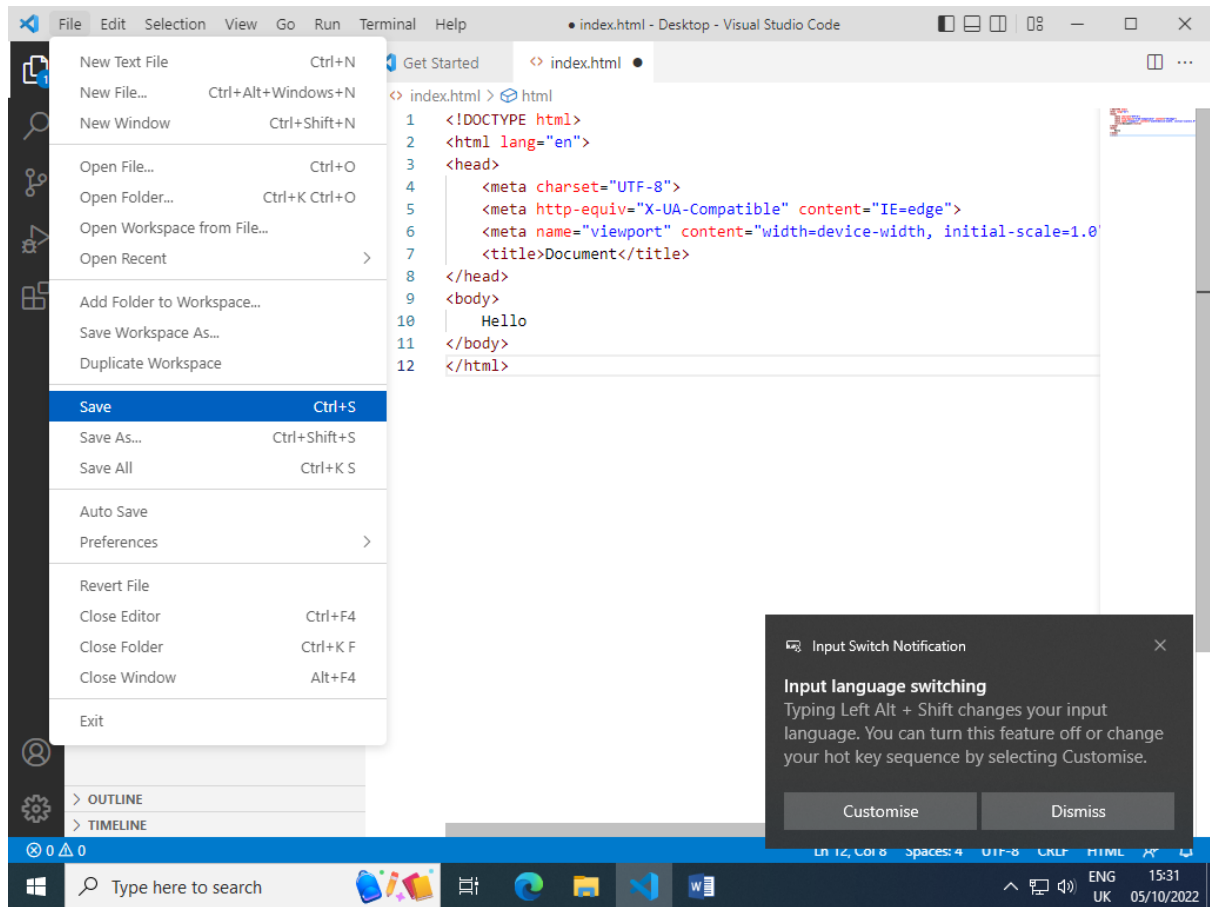 File Edit Selection View Go Run Terminal Help ● index.html - Desktop - Visual Studio Code
New Text File Ctrl+N
New File... Ctrl+Alt+Windows+N
New Window Ctrl+Shift+N
Open File... Ctrl+O
Open Folder... Ctrl+K Ctrl+O
Open Workspace from File...
Open Recent
Add Folder to Workspace...
Save Workspace As...
Duplicate Workspace
Save Ctrl+S
Save As... Ctrl+Shift+S
Save All Ctrl+K S
Auto Save
Preferences
Revert File
Close Editor Ctrl+F4
Close Folder Ctrl+K F
Close Window Alt+F4
Exit
1
Get Started <> index.html ●
<> index.html > html
1 <!DOCTYPE html>
2 <html lang="en">
3 <head>
4 <meta charset="UTF-8">
5 <meta http-equiv="X-UA-Compatible" content="IE=edge">
6 <meta name="viewport" content="width=device-width, initial-scale=1.0"
7 <title>Document</title>
8 </head>
9 <body>
10 Hello
11 </body>
12 </html>
Input Switch Notification
Input language switching
Typing Left Alt + Shift changes your input
language. You can turn this feature off or change
your hot key sequence by selecting Customise.
Customise Dismiss
> OUTLINE
> TIMELINE
0 0 Ln 12, Col 8 Spaces: 4 UTF-8 CRLF HTML
Type here to search
W
ENG 15:31
UK 05/10/2022